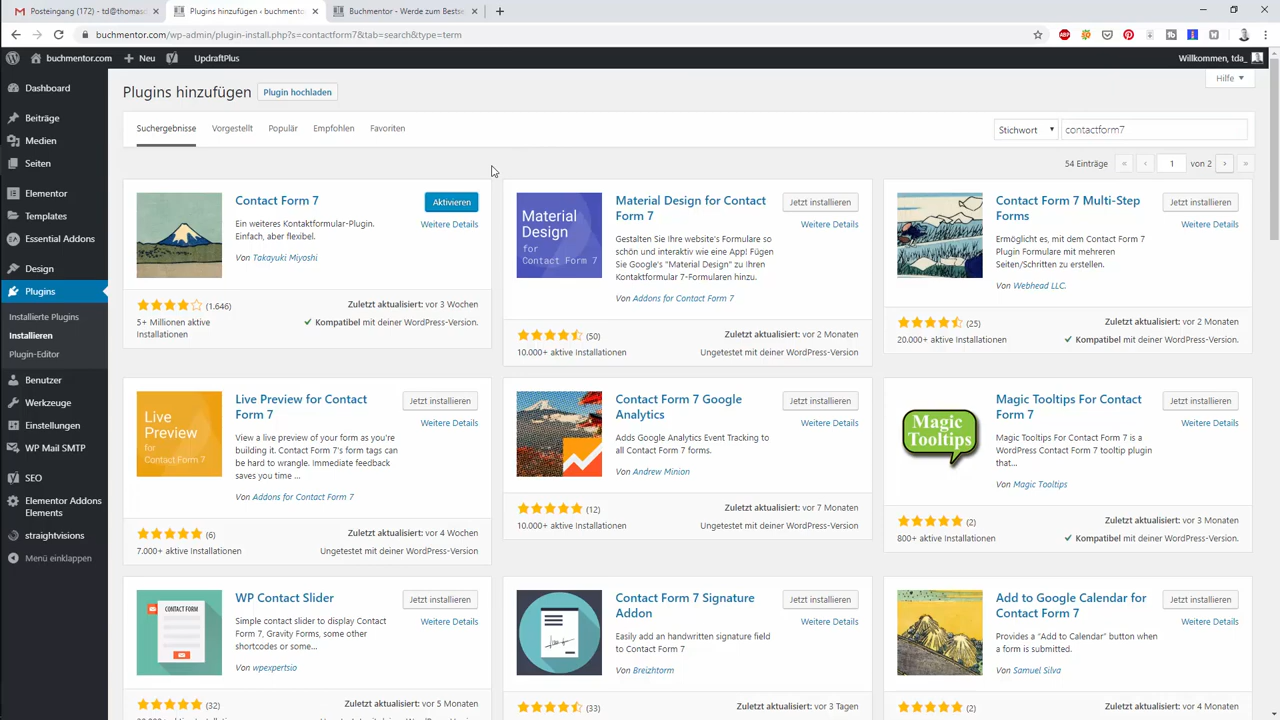 Posteingang (172) - td@thomasd
Plugins hinzufügen ‹ buchmentor
Buchmentor - Werde zum Bestse
buchmentor.com/wp-admin/plugin-install.php?s=contactform7&tab=search&type=term
buchmentor.com
Neu
UpdraftPlus
Willkommen, tda_
Dashboard
Beiträge
Medien
Seiten
Elementor
Templates
Essential Addons
Design
Plugins
Installierte Plugins
Installieren
Plugin-Editor
Benutzer
Werkzeuge
Einstellungen
WP Mail SMTP
SEO
Elementor Addons
Elements
straightvisions
Menü einklappen
Plugins hinzufügen
Plugin hochladen
Hilfe
Suchergebnisse
Vorgestellt
Populär
Empfohlen
Favoriten
Stichwort
contactform7
54 Einträge
«
‹
1
von 2
›
»
Contact Form 7
Aktivieren
Weitere Details
Ein weiteres Kontaktformular-Plugin.
Einfach, aber flexibel.
Von Takayuki Miyoshi
(1.646)
5+ Millionen aktive
Installationen
Zuletzt aktualisiert: vor 3 Wochen
Kompatibel mit deiner WordPress-Version.
Material
Design
for
Contact Form 7
Material Design for Contact
Form 7
Jetzt installieren
Weitere Details
Gestalten Sie Ihre website's Formulare so
schön und interaktiv wie eine App! Fügen
Sie Google's "Material Design" zu Ihren
Kontaktformular 7-Formularen hinzu.
Von Addons for Contact Form 7
(50)
10.000+ aktive Installationen
Zuletzt aktualisiert: vor 2 Monaten
Ungetestet mit deiner WordPress-Version
Contact Form 7 Multi-Step
Forms
Jetzt installieren
Weitere Details
Ermöglicht es, mit dem Contact Form 7
Plugin Formulare mit mehreren
Seiten/Schritten zu erstellen.
Von Webhead LLC.
(25)
20.000+ aktive Installationen
Zuletzt aktualisiert: vor 2 Monaten
Kompatibel mit deiner WordPress-Version.
Live
Preview
for
Contact Form 7
Live Preview for Contact
Form 7
Jetzt installieren
Weitere Details
View a live preview of your form as you're
building it. Contact Form 7's form tags can
be hard to wangle. Immediate feedback
saves you time ...
Von Addons for Contact Form 7
(6)
7.000+ aktive Installationen
Zuletzt aktualisiert: vor 4 Wochen
Ungetestet mit deiner WordPress-Version
Contact Form 7 Google
Analytics
Jetzt installieren
Weitere Details
Adds Google Analytics Event Tracking to
all Contact Form 7 forms.
Von Andrew Minion
(12)
10.000+ aktive Installationen
Zuletzt aktualisiert: vor 7 Monaten
Ungetestet mit deiner WordPress-Version
Magic
Tooltips
Magic Tooltips For Contact
Form 7
Jetzt installieren
Weitere Details
Magic Tooltips For Contact Form 7 is a
WordPress Contact Form 7 tooltip plugin
that...
Von Magic Tooltips
(2)
800+ aktive Installationen
Zuletzt aktualisiert: vor 3 Monaten
Kompatibel mit deiner WordPress-Version.
CONTACT FORM
WP Contact Slider
Jetzt installieren
Weitere Details
Simple contact slider to display Contact
Form 7, Gravity Forms, some other
shortcodes or some...
Von wpexpertsio
(32)
Zuletzt aktualisiert: vor 5 Monaten
Contact Form 7 Signature
Addon
Jetzt installieren
Weitere Details
Easily add an handwritten signature field
to Contact Form 7
Von Breizhtorm
(33)
Zuletzt aktualisiert: vor 3 Tagen
Add to Google Calendar for
Contact Form 7
Jetzt installieren
Weitere Details
Provides a "Add to Calendar" button when
a form is submitted.
Von Samuel Silva
(2)
Zuletzt aktualisiert: vor 4 Monaten